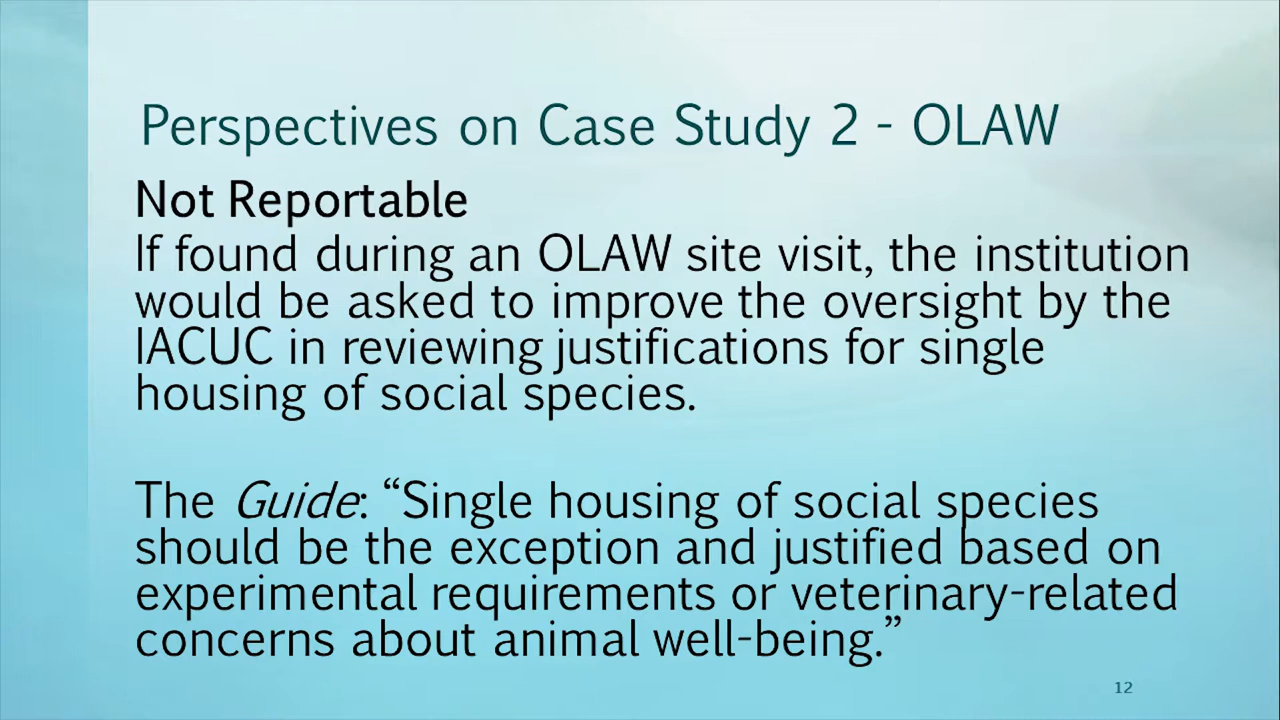 Perspectives on Case Study 2 - OLAW
Not Reportable
If found during an OLAW site visit, the institution
would be asked to improve the oversight by the
IACUC in reviewing justifications for single
housing of social species.
The Guide: “Single housing of social species
should be the exception and justified based on
experimental requirements or veterinary-related
concerns about animal well-being.”
12